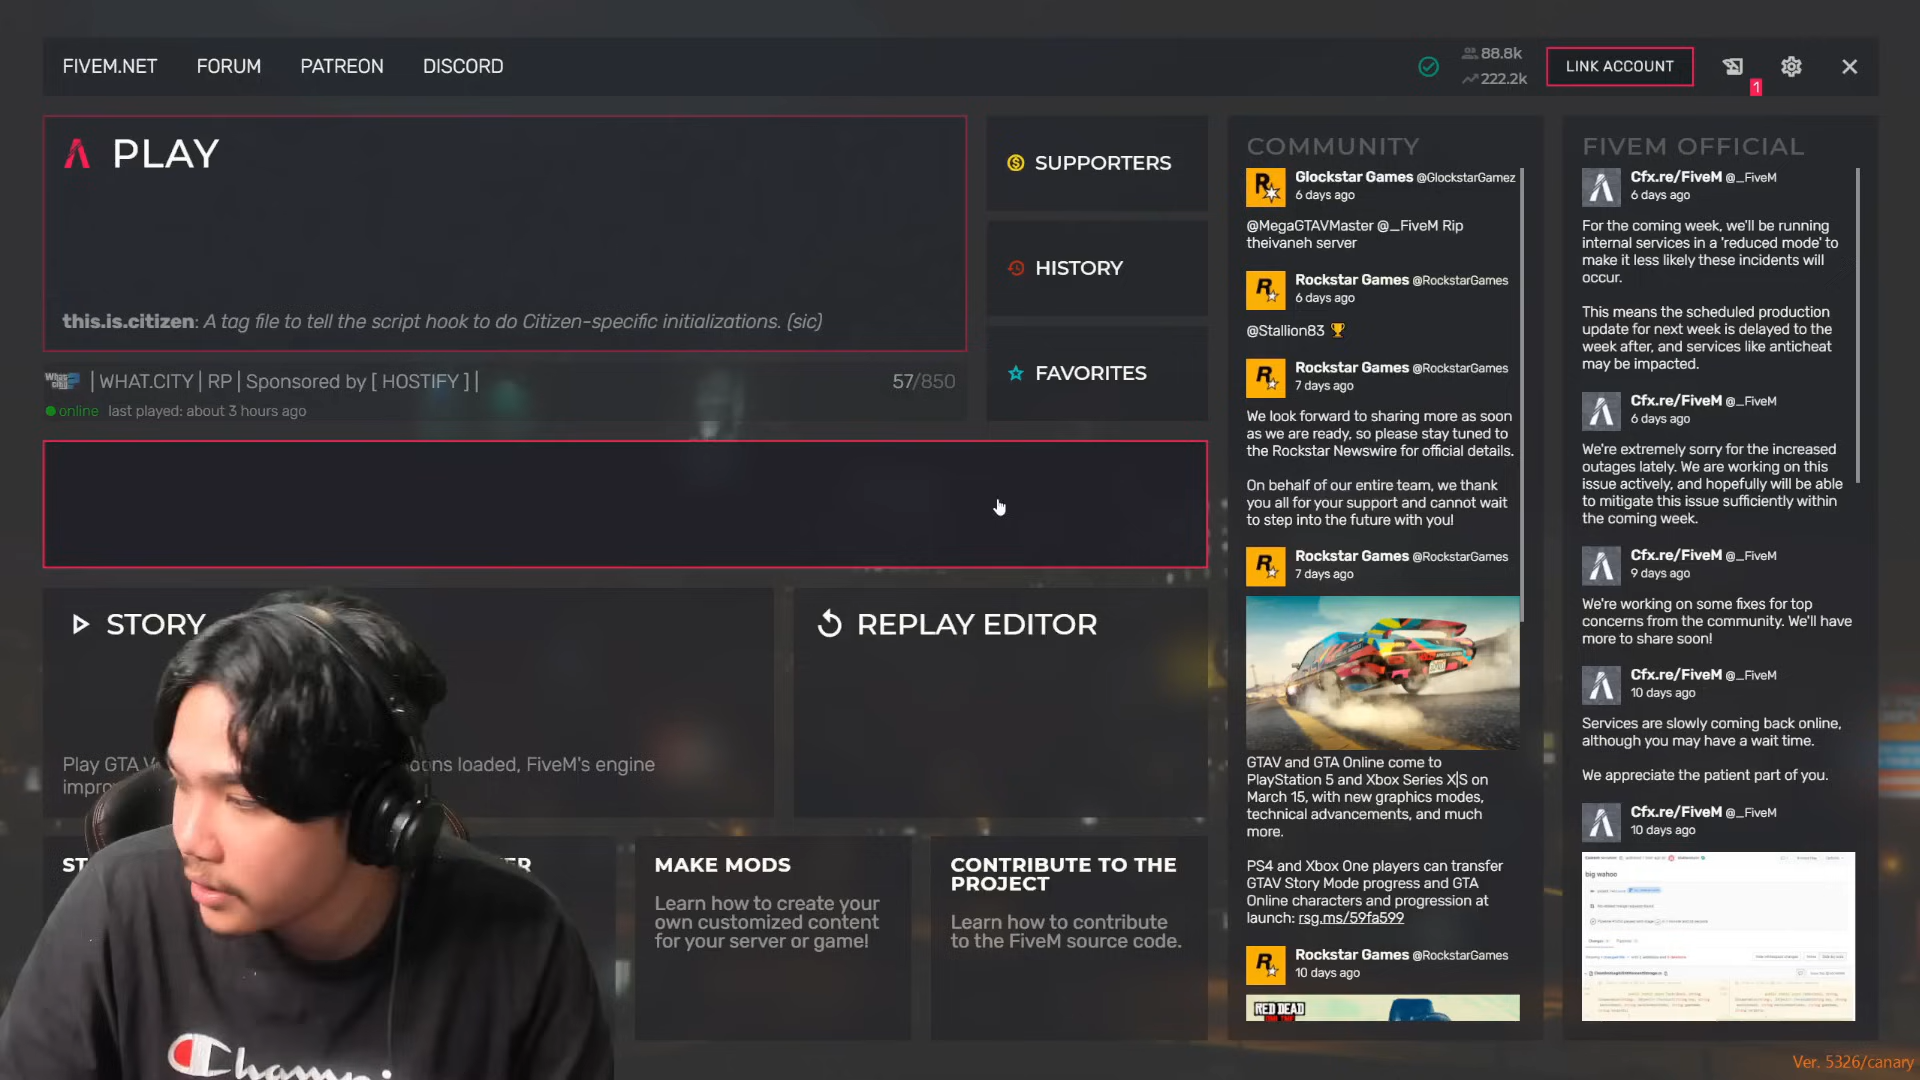 FIVEM.NET FORUM PATREON DISCORD
88.8k
222.2k
LINK ACCOUNT
1
PLAY
this.is.citizen: A tag file to tell the script hook to do Citizen-specific initializations. (sic)
| WHAT.CITY | RP | Sponsored by [ HOSTIFY ] |
57/850
online last played: about 3 hours ago
SUPPORTERS
HISTORY
FAVORITES
STORY
Play GTA V
ons loaded, FiveM's engine
impro
REPLAY EDITOR
ST
ER
MAKE MODS
Learn how to create your
own customized content
for your server or game!
CONTRIBUTE TO THE
PROJECT
Learn how to contribute
to the FiveM source code.
Champi
COMMUNITY
Glockstar Games @GlockstarGamez
6 days ago
@MegaGTAVMaster @_FiveM Rip
theivaneh server
Rockstar Games @RockstarGames
6 days ago
@Stallion83 🏆
Rockstar Games @RockstarGames
7 days ago
We look forward to sharing more as soon
as we are ready, so please stay tuned to
the Rockstar Newswire for official details.
On behalf of our entire team, we thank
you all for your support and cannot wait
to step into the future with you!
Rockstar Games @RockstarGames
7 days ago
GTAV and GTA Online come to
PlayStation 5 and Xbox Series X|S on
March 15, with new graphics modes,
technical advancements, and much
more.
PS4 and Xbox One players can transfer
GTAV Story Mode progress and GTA
Online characters and progression at
launch: rsg.ms/59fa599
Rockstar Games @RockstarGames
10 days ago
RED DEAD
FIVEM OFFICIAL
Cfx.re/FiveM @_FiveM
6 days ago
For the coming week, we'll be running
internal services in a 'reduced mode' to
make it less likely these incidents will
occur.
This means the scheduled production
update for next week is delayed to the
week after, and services like anticheat
may be impacted.
Cfx.re/FiveM @_FiveM
6 days ago
We're extremely sorry for the increased
outages lately. We are working on this
issue actively, and hopefully will be able
to mitigate this issue sufficiently within
the coming week.
Cfx.re/FiveM @_FiveM
9 days ago
We're working on some fixes for top
concerns from the community. We'll have
more to share soon!
Cfx.re/FiveM @_FiveM
10 days ago
Services are slowly coming back online,
although you may have a wait time.
We appreciate the patient part of you.
Cfx.re/FiveM @_FiveM
10 days ago
big wahoo
Ver. 5326/canary